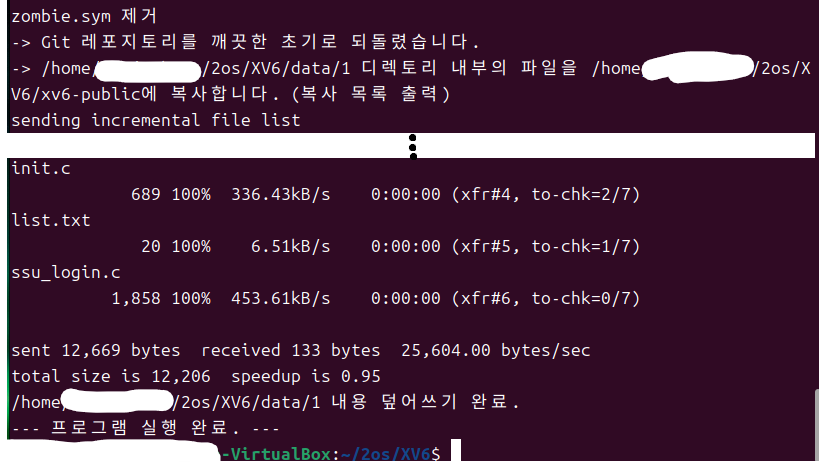 zombie.sym 제거
-> Git 레포지토리를 깨끗한 초기로 되돌렸습니다.
-> /home/ /2os/XV6/data/1 디렉토리 내부의 파일을 /home /2os/X
V6/xv6-public에 복사합니다. (복사 목록 출력)
sending incremental file list
init.c
689 100% 336.43kB/s 0:00:00 (xfr#4, to-chk=2/7)
list.txt
20 100% 6.51kB/s 0:00:00 (xfr#5, to-chk=1/7)
ssu_login.c
1,858 100% 453.61kB/s 0:00:00 (xfr#6, to-chk=0/7)
sent 12,669 bytes received 133 bytes 25,604.00 bytes/sec
total size is 12,206 speedup is 0.95
/home/ /2os/XV6/data/1 내용 덮어쓰기 완료.
--- 프로그램 실행 완료. ---
-VirtualBox:~/2os/XV6$